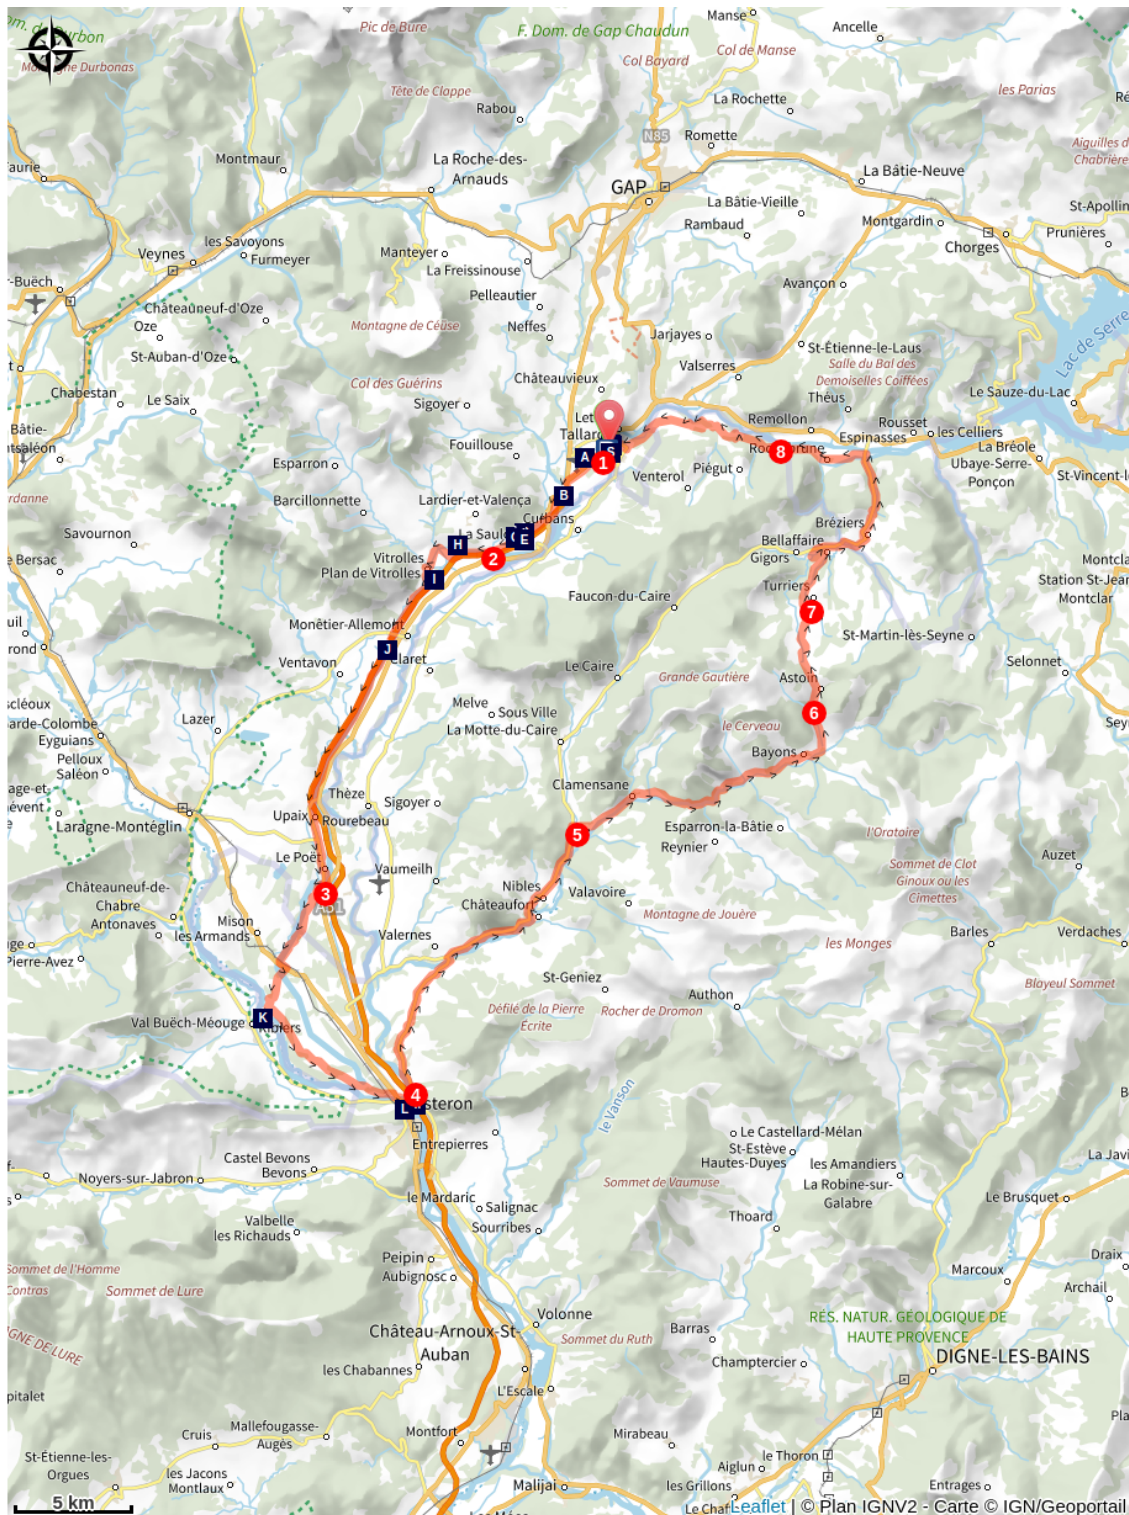 Manse
Ancelle
Pic de Bure
F. Dom. de Gap Chaudun
Col de Manse
Col Bayard
Tête de Clappe
les Parias
Rabou
La Rochette
N85
Romette
Montmaur
La Roche-des-
Arnauds
GAP
La Bâtie-Neuve
La Bâtie-Vieille
Rambaud
Montgardin
St-Apollin
Prunières
Chorges
les Savoyons
Furmeyer
Veynes
Manteyer
La Freissinouse
Pelleautier
Avançon
Châteauneuf-d'Oze
Oze
St-Auban-d'Oze
Montagne de Céüse
Neffes
Jarjayes
St-Étienne-le-Laus
Salle du Bal des
Demoiselles Coiffées
Valserres
Lac de Serre
Col des Guérins
Châteauvieux
Chabestan
Le Saix
Sigoyer
Théus
Le Sauze-du-Lac
Remollon
Rousset
les Celliers
Espinasses
La Bréole
Ubaye-Serre-
Ponçon
St-Vincent-l
Fouillouse
A
S
1
8
Esparron
Venterol
Piégut
Barcillonnette
Lardier-et-Valença
B
Curbans
Savournon
E
H
2
Bréziers
Bellaffaire
Gigors
Vitrolles
Plan de Vitrolles
I
Turriers
Faucon-du-Caire
7
Station St-Jean
Montclar
Monêtier-Allemont
J
St-Martin-lès-Seyne
Ventavon
Le Caire
Grande Gautière
Selonnet
Astoin
Melve
Sous Ville
La Motte-du-Caire
le Cerveau
6
Lazer
Eyguians
Pelloux
Saléon
Bayons
Clamensane
Thèze
Sigoyer
Upaix
Rourebeau
Laragne-Montéglin
5
Esparron-la-Bâtie
Reynier
l'Oratoire
Auzet
Le Poët
Vaumeilh
Sommet de Clot
Ginoux ou les
Cimettes
Châteauneuf-de-
Chabre
Antonaves
3
Nibles
Châteaufort
Valavoire
Montagne de Jouère
Mison
les Armands
Valernes
les Monges
Barles
Verdaches
Pierre-Avez
St-Geniez
Authon
Blayeul Sommet
Défilé de la Pierre
Écrite
Rocher de Dromon
Val Buëch-Méouge
K
4
L
le Vanson
Entrepierres
Le Castellard-Mélan
St-Estève
Hautes-Duyes
Castel Bevons
Bevons
Noyers-sur-Jabron
les Amandiers
La Robine-sur-
Galabre
La Javi
Le Brusquet
le Mardaric
Salignac
Sourribes
Sommet de Vaumuse
Thoard
Valbelle
les Richauds
Peipin
Aubignosc
Draix
Marcoux
Archail
Sommet de l'Homme
Sommet de Lure
Volonne
RÉS. NATUR. GÉOLOGIQUE DE
HAUTE PROVENCE
Château-Arnoux-St-
Auban
Sommet du Ruth
Barras
Champtercier
DIGNE-LES-BAINS
les Chabannes
L'Escale
Mallefougasse-
Augès
Cruis
Montfort
Mirabeau
St-Étienne-les-
Orgues
les Jacons
Montlaux
le Thoron
Aiglun
Malijai
les Grillons
Entrages
5 km
Leaflet | © Plan IGNV2 - Carte © IGN/Geoportail